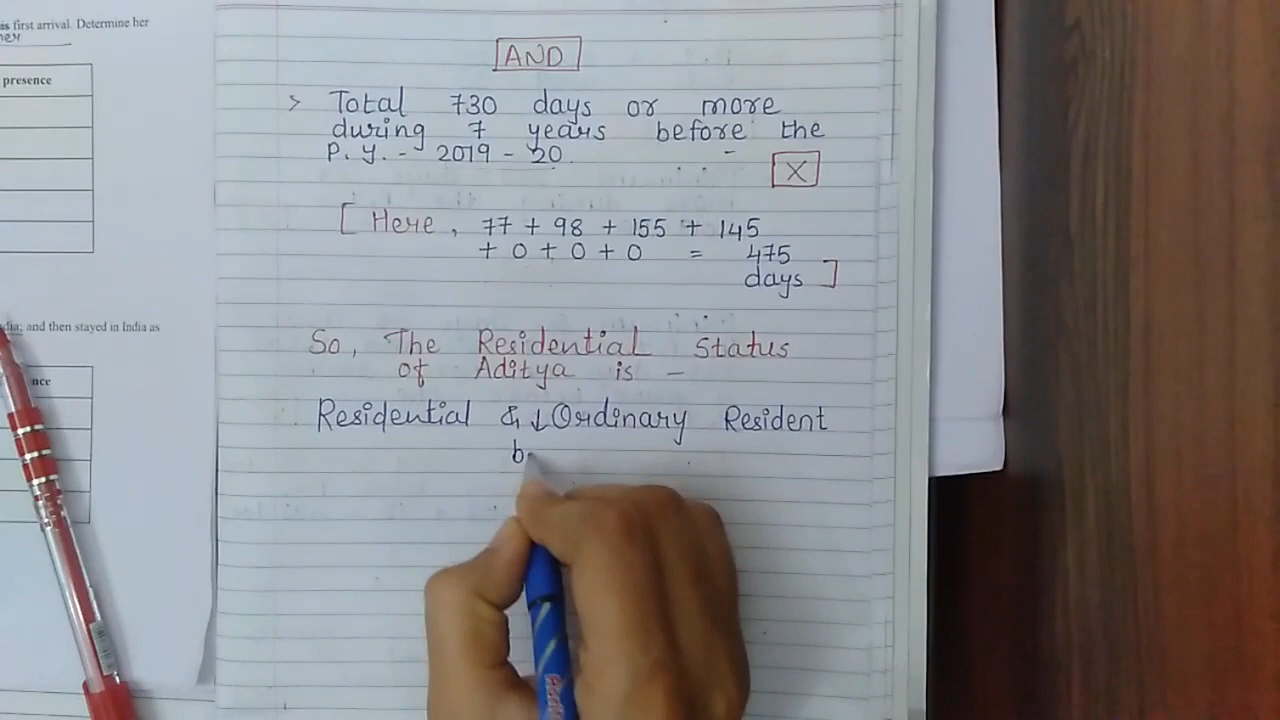 is first arrival. Determine her
presence
AND
> Total 730 days or more
during 7 years before the
P.Y. - 2019 - 20
X
[ Here, 77 + 98 + 155 + 145
+ 0 + 0 + 0 = 475
days ]
dia; and then stayed in India as
nce
So, The Residential Status
of Aditya is -
Residential & ↓ Ordinary Resident
b